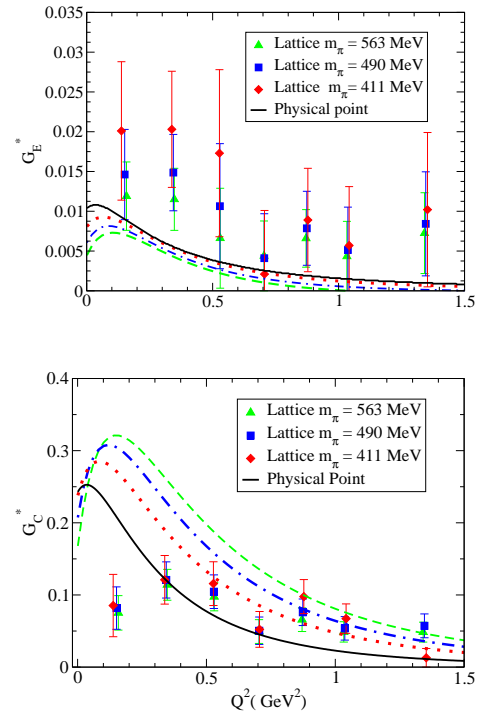 0.035
0.03
0.025
0.02
0.015
0.01
0.005
0
G_E^*
Lattice m_π = 563 MeV
Lattice m_π = 490 MeV
Lattice m_π = 411 MeV
Physical point
0 0.5 1 1.5
0.4
0.3
0.2
0.1
0
G_C^*
Lattice m_π = 563 MeV
Lattice m_π = 490 MeV
Lattice m_π = 411 MeV
Physical Point
0 0.5 1 1.5
Q^2( GeV^2)